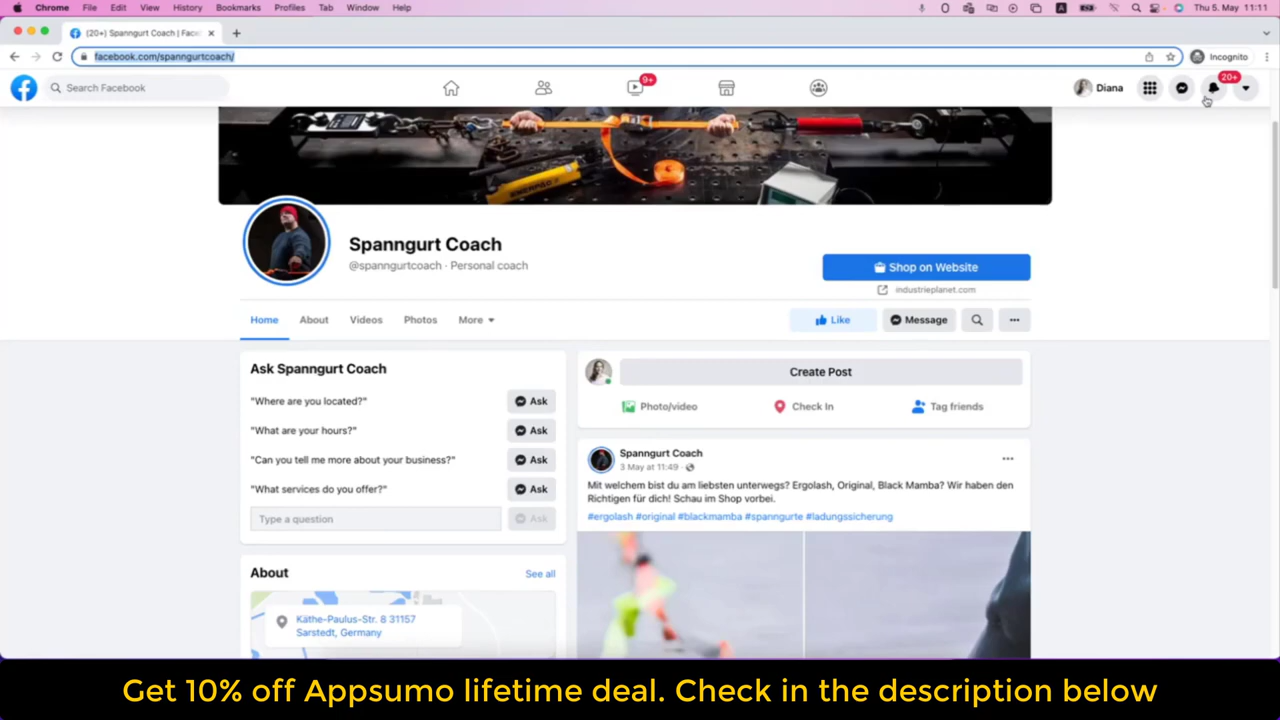 Chrome File Edit View History Bookmarks Profiles Tab Window Help A Thu 5. May 11:11
(20+) Spanngurt Coach | Face
facebook.com/spanngurtcoach/ Incognito
Search Facebook 9+ Diana 20+
Spanngurt Coach
@spanngurtcoach · Personal coach
Shop on Website
industrieplanet.com
Home About Videos Photos More Like Message
Ask Spanngurt Coach
"Where are you located?" Ask
"What are your hours?" Ask
"Can you tell me more about your business?" Ask
"What services do you offer?" Ask
Type a question Ask
About See all
Käthe-Paulus-Str. 8 31157
Sarstedt, Germany
Create Post
Photo/video Check In Tag friends
Spanngurt Coach
3 May at 11:49 ·
Mit welchem bist du am liebsten unterwegs? Ergolash, Original, Black Mamba? Wir haben den
Richtigen für dich! Schau im Shop vorbei.
#ergolash #original #blackmamba #spanngurte #ladungssicherung
Get 10% off Appsumo lifetime deal. Check in the description below